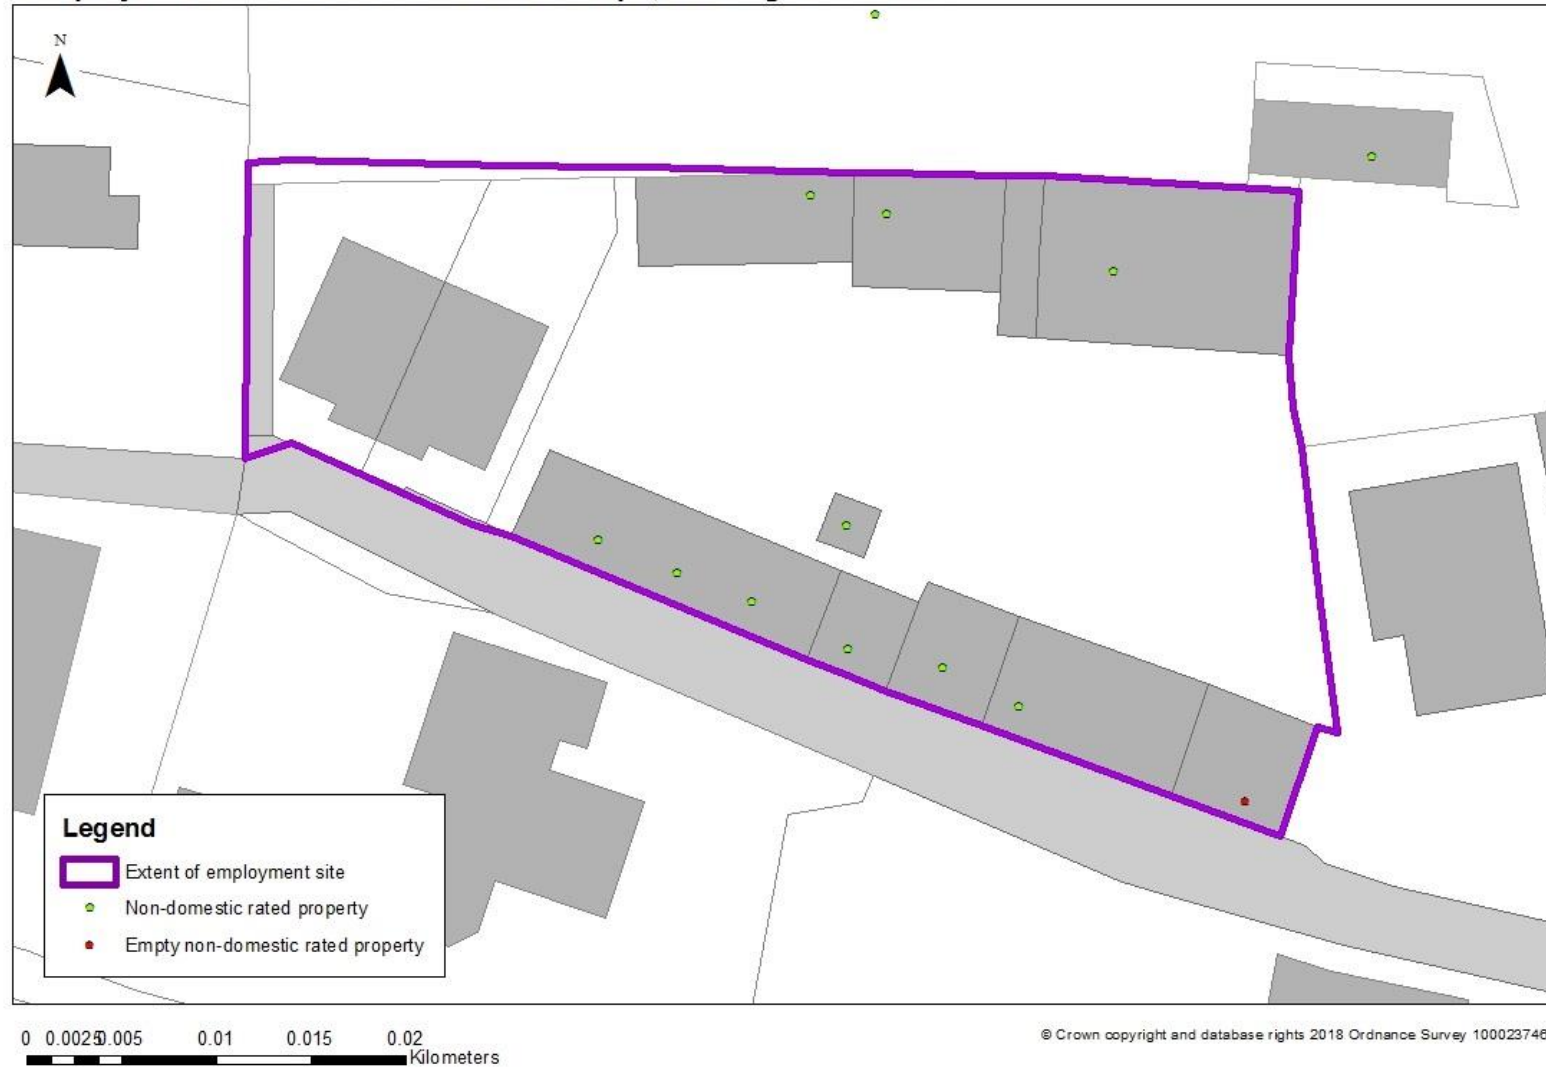 N
Legend
Extent of employment site
Non-domestic rated property
Empty non-domestic rated property
0 0.0025 0.005 0.01 0.015 0.02
Kilometers
© Crown copyright and database rights 2018 Ordnance Survey 100023746